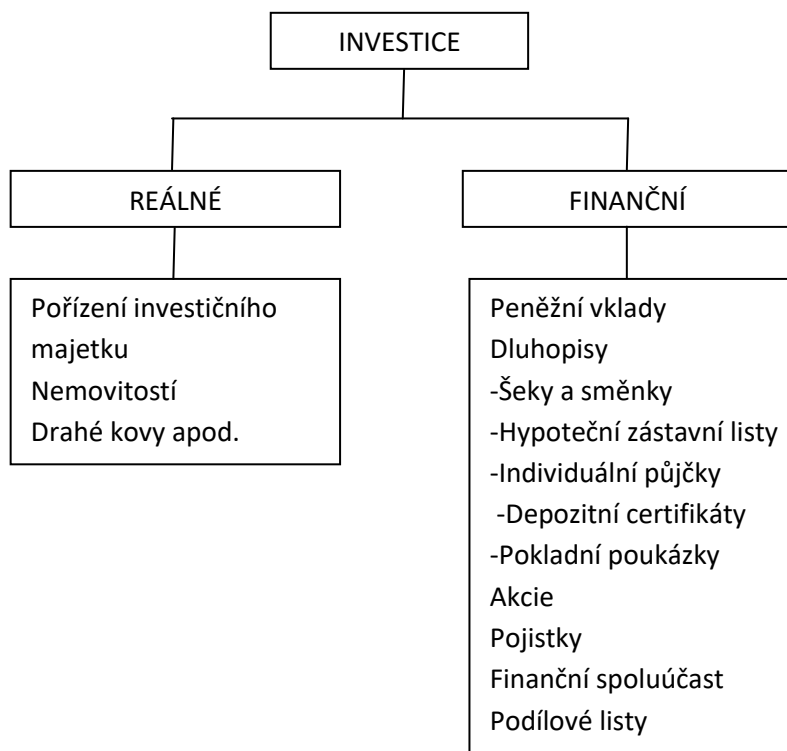 INVESTICE
REÁLNÉ
FINANČNÍ
Pořízení investičního
majetku
Nemovitostí
Drahé kovy apod.
Peněžní vklady
Dluhopisy
-Šeky a směnky
-Hypoteční zástavní listy
-Individuální půjčky
-Depozitní certifikáty
-Pokladní poukázky
Akcie
Pojistky
Finanční spoluúčast
Podílové listy